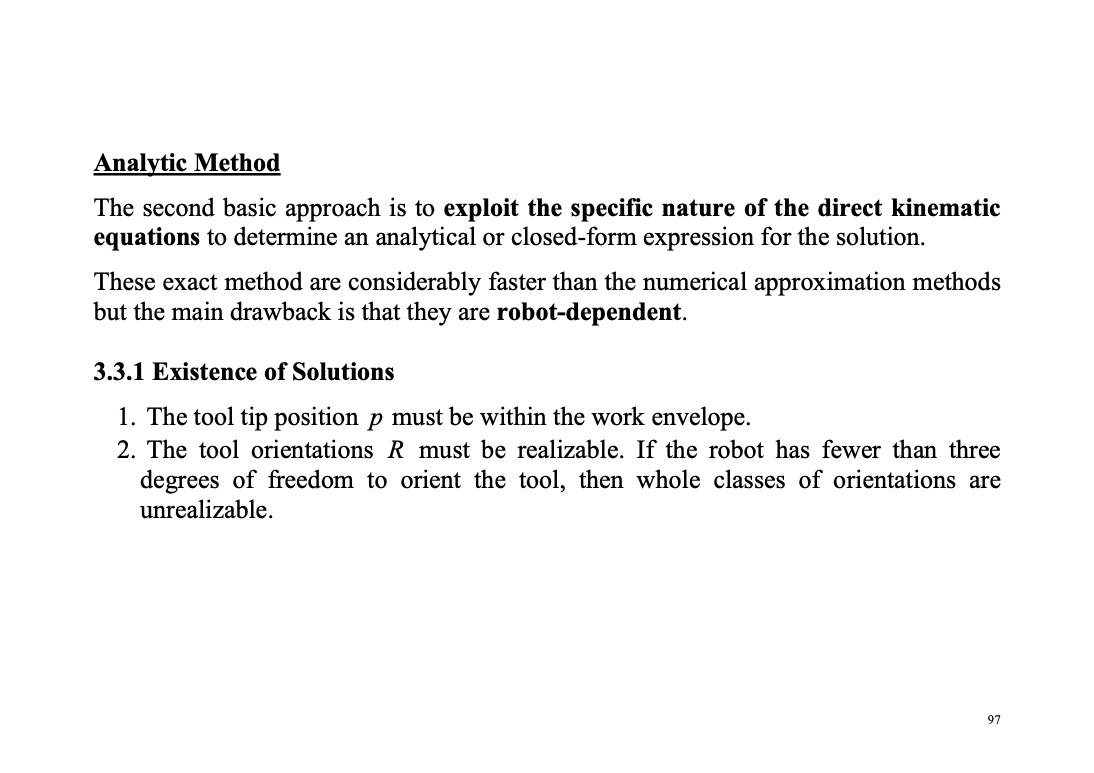 Analytic Method
The second basic approach is to exploit the specific nature of the direct kinematic
equations to determine an analytical or closed-form expression for the solution.
These exact method are considerably faster than the numerical approximation methods
but the main drawback is that they are robot-dependent.
3.3.1 Existence of Solutions
1. The tool tip position p must be within the work envelope.
2. The tool orientations R must be realizable. If the robot has fewer than three
degrees of freedom to orient the tool, then whole classes of orientations are
unrealizable.
97